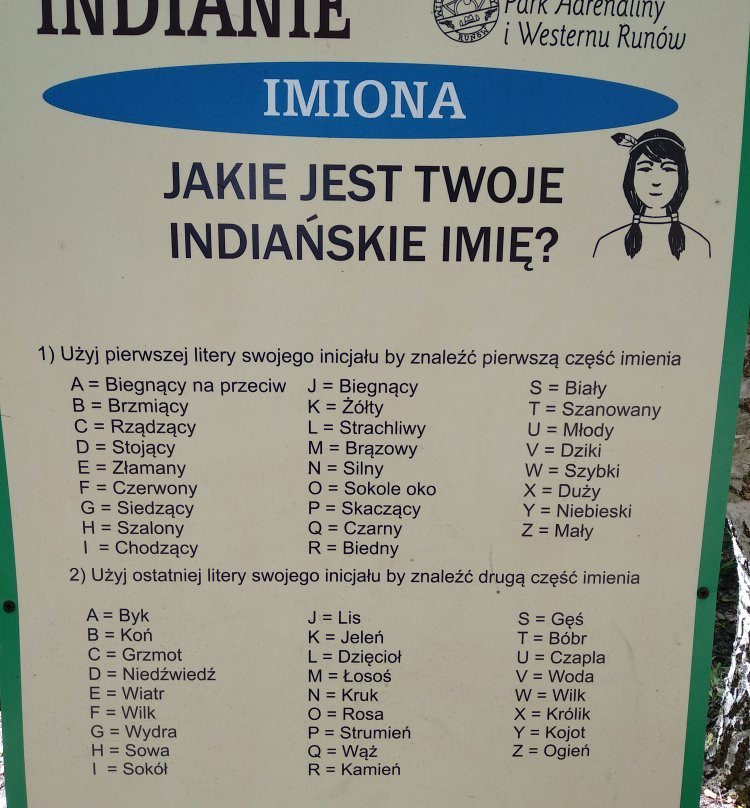 INDIANIE
Park Adrenaliny
i Westernu Runów
RUNÓW
IMIONA
JAKIE JEST TWOJE
INDIAŃSKIE IMIĘ?
1) Użyj pierwszej litery swojego inicjału by znaleźć pierwszą część imienia
A = Biegnący na przeciw
B = Brzmiący
C = Rządzący
D = Stojący
E = Złamany
F = Czerwony
G = Siedzący
H = Szalony
I = Chodzący
J = Biegnący
K = Żółty
L = Strachliwy
M = Brązowy
N = Silny
O = Sokole oko
P = Skaczący
Q = Czarny
R = Biedny
S = Biały
T = Szanowany
U = Młody
V = Dziki
W = Szybki
X = Duży
Y = Niebieski
Z = Mały
2) Użyj ostatniej litery swojego inicjału by znaleźć drugą część imienia
A = Byk
B = Koń
C = Grzmot
D = Niedźwiedź
E = Wiatr
F = Wilk
G = Wydra
H = Sowa
I = Sokół
J = Lis
K = Jeleń
L = Dzięcioł
M = Łosoś
N = Kruk
O = Rosa
P = Strumień
Q = Wąż
R = Kamień
S = Gęś
T = Bóbr
U = Czapla
V = Woda
W = Wilk
X = Królik
Y = Kojot
Z = Ogień